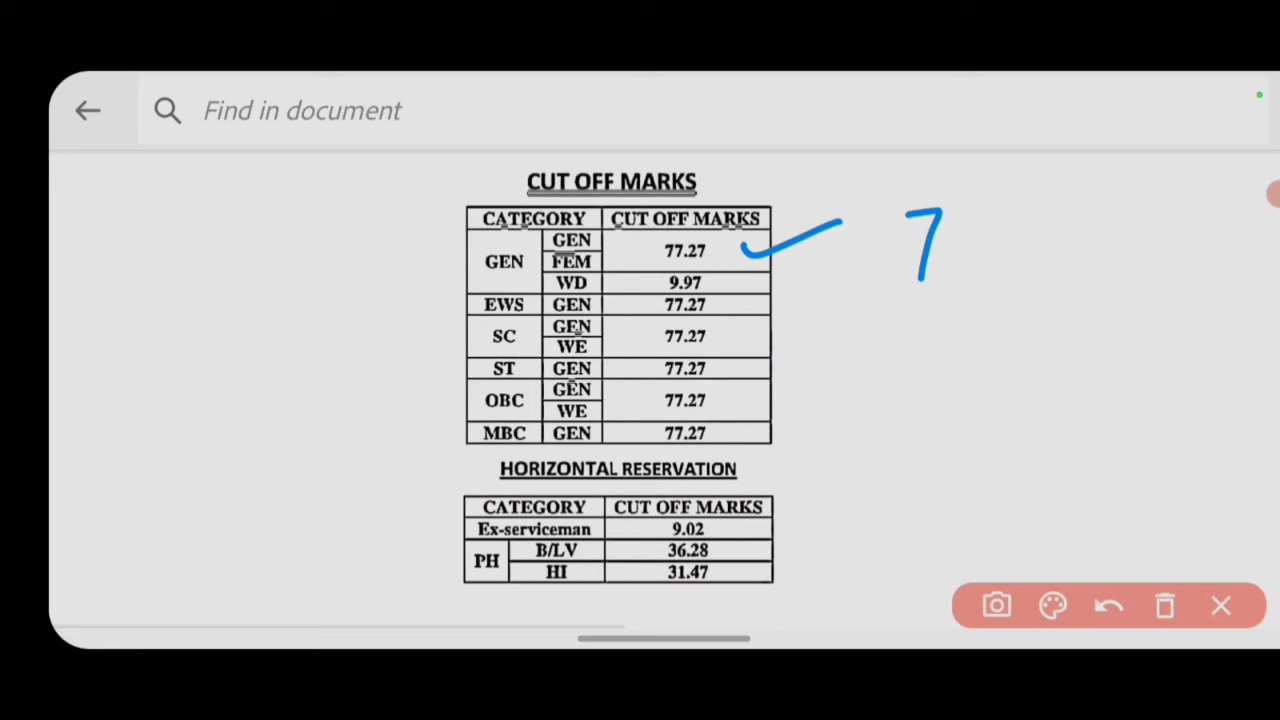 Find in document
CUT OFF MARKS
CATEGORY CUT OFF MARKS
GEN GEN 77.27
FEM
WD 9.97
EWS GEN 77.27
SC GEN 77.27
WE
ST GEN 77.27
OBC GEN 77.27
WE
MBC GEN 77.27
HORIZONTAL RESERVATION
CATEGORY CUT OFF MARKS
Ex-serviceman 9.02
PH B/LV 36.28
HI 31.47
7